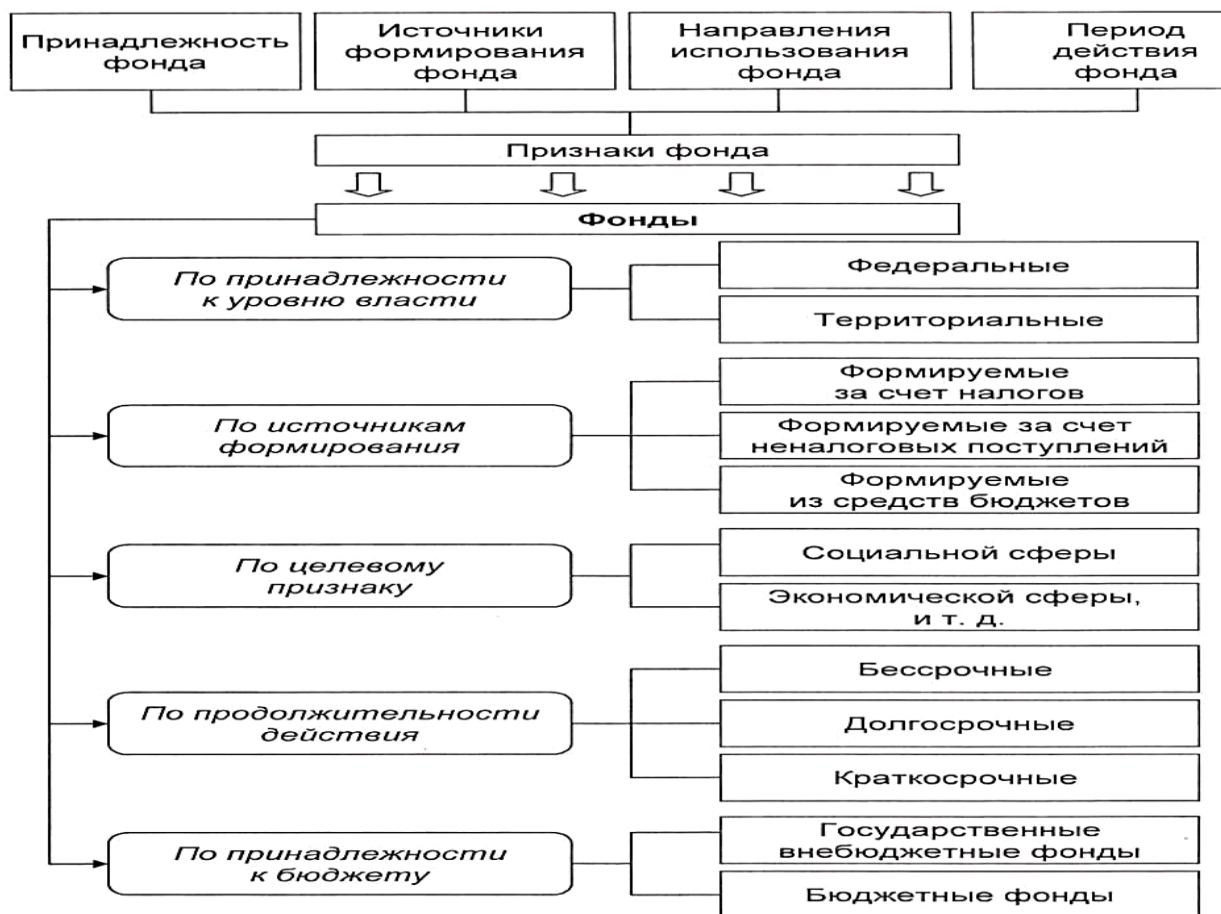 Принадлежность
фонда
Источники
формирования
фонда
Направления
использования
фонда
Период
действия
фонда
Признаки фонда
Фонды
По принадлежности
к уровню власти
Федеральные
Территориальные
По источникам
формирования
Формируемые
за счет налогов
Формируемые за счет
неналоговых поступлений
Формируемые
из средств бюджетов
По целевому
признаку
Социальной сферы
Экономической сферы,
и т. д.
По продолжительности
действия
Бессрочные
Долгосрочные
Краткосрочные
По принадлежности
к бюджету
Государственные
внебюджетные фонды
Бюджетные фонды